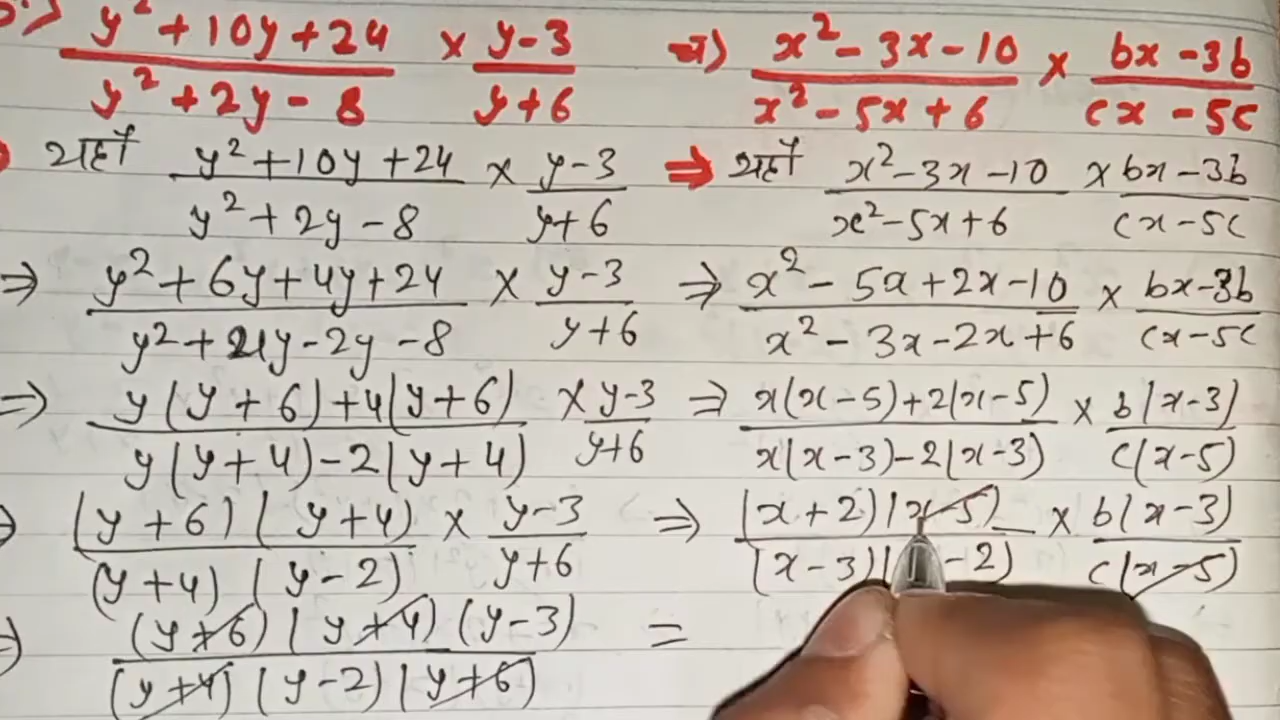 y² + 10y + 24 / y² + 2y - 8 × y - 3 / y + 6
यहाँ y² + 10y + 24 / y² + 2y - 8 × y - 3 / y + 6
⇒ y² + 6y + 4y + 24 / y² + 4y - 2y - 8 × y - 3 / y + 6
⇒ y(y + 6) + 4(y + 6) / y(y + 4) - 2(y + 4) × y - 3 / y + 6
⇒ (y + 6)(y + 4) / (y + 4)(y - 2) × y - 3 / y + 6
⇒ (y + 6)(y + 4)(y - 3) / (y + 4)(y - 2)(y + 6)
x² - 3x - 10 / x² - 5x + 6 × bx - 3b / cx - 5c
⇒ यहाँ x² - 3x - 10 / x² - 5x + 6 × bx - 3b / cx - 5c
⇒ x² - 5x + 2x - 10 / x² - 3x - 2x + 6 × bx - 3b / cx - 5c
⇒ x(x - 5) + 2(x - 5) / x(x - 3) - 2(x - 3) × b(x - 3) / c(x - 5)
⇒ (x + 2)(x - 5) / (x - 3)( - 2) × b(x - 3) / c(x - 5)
=